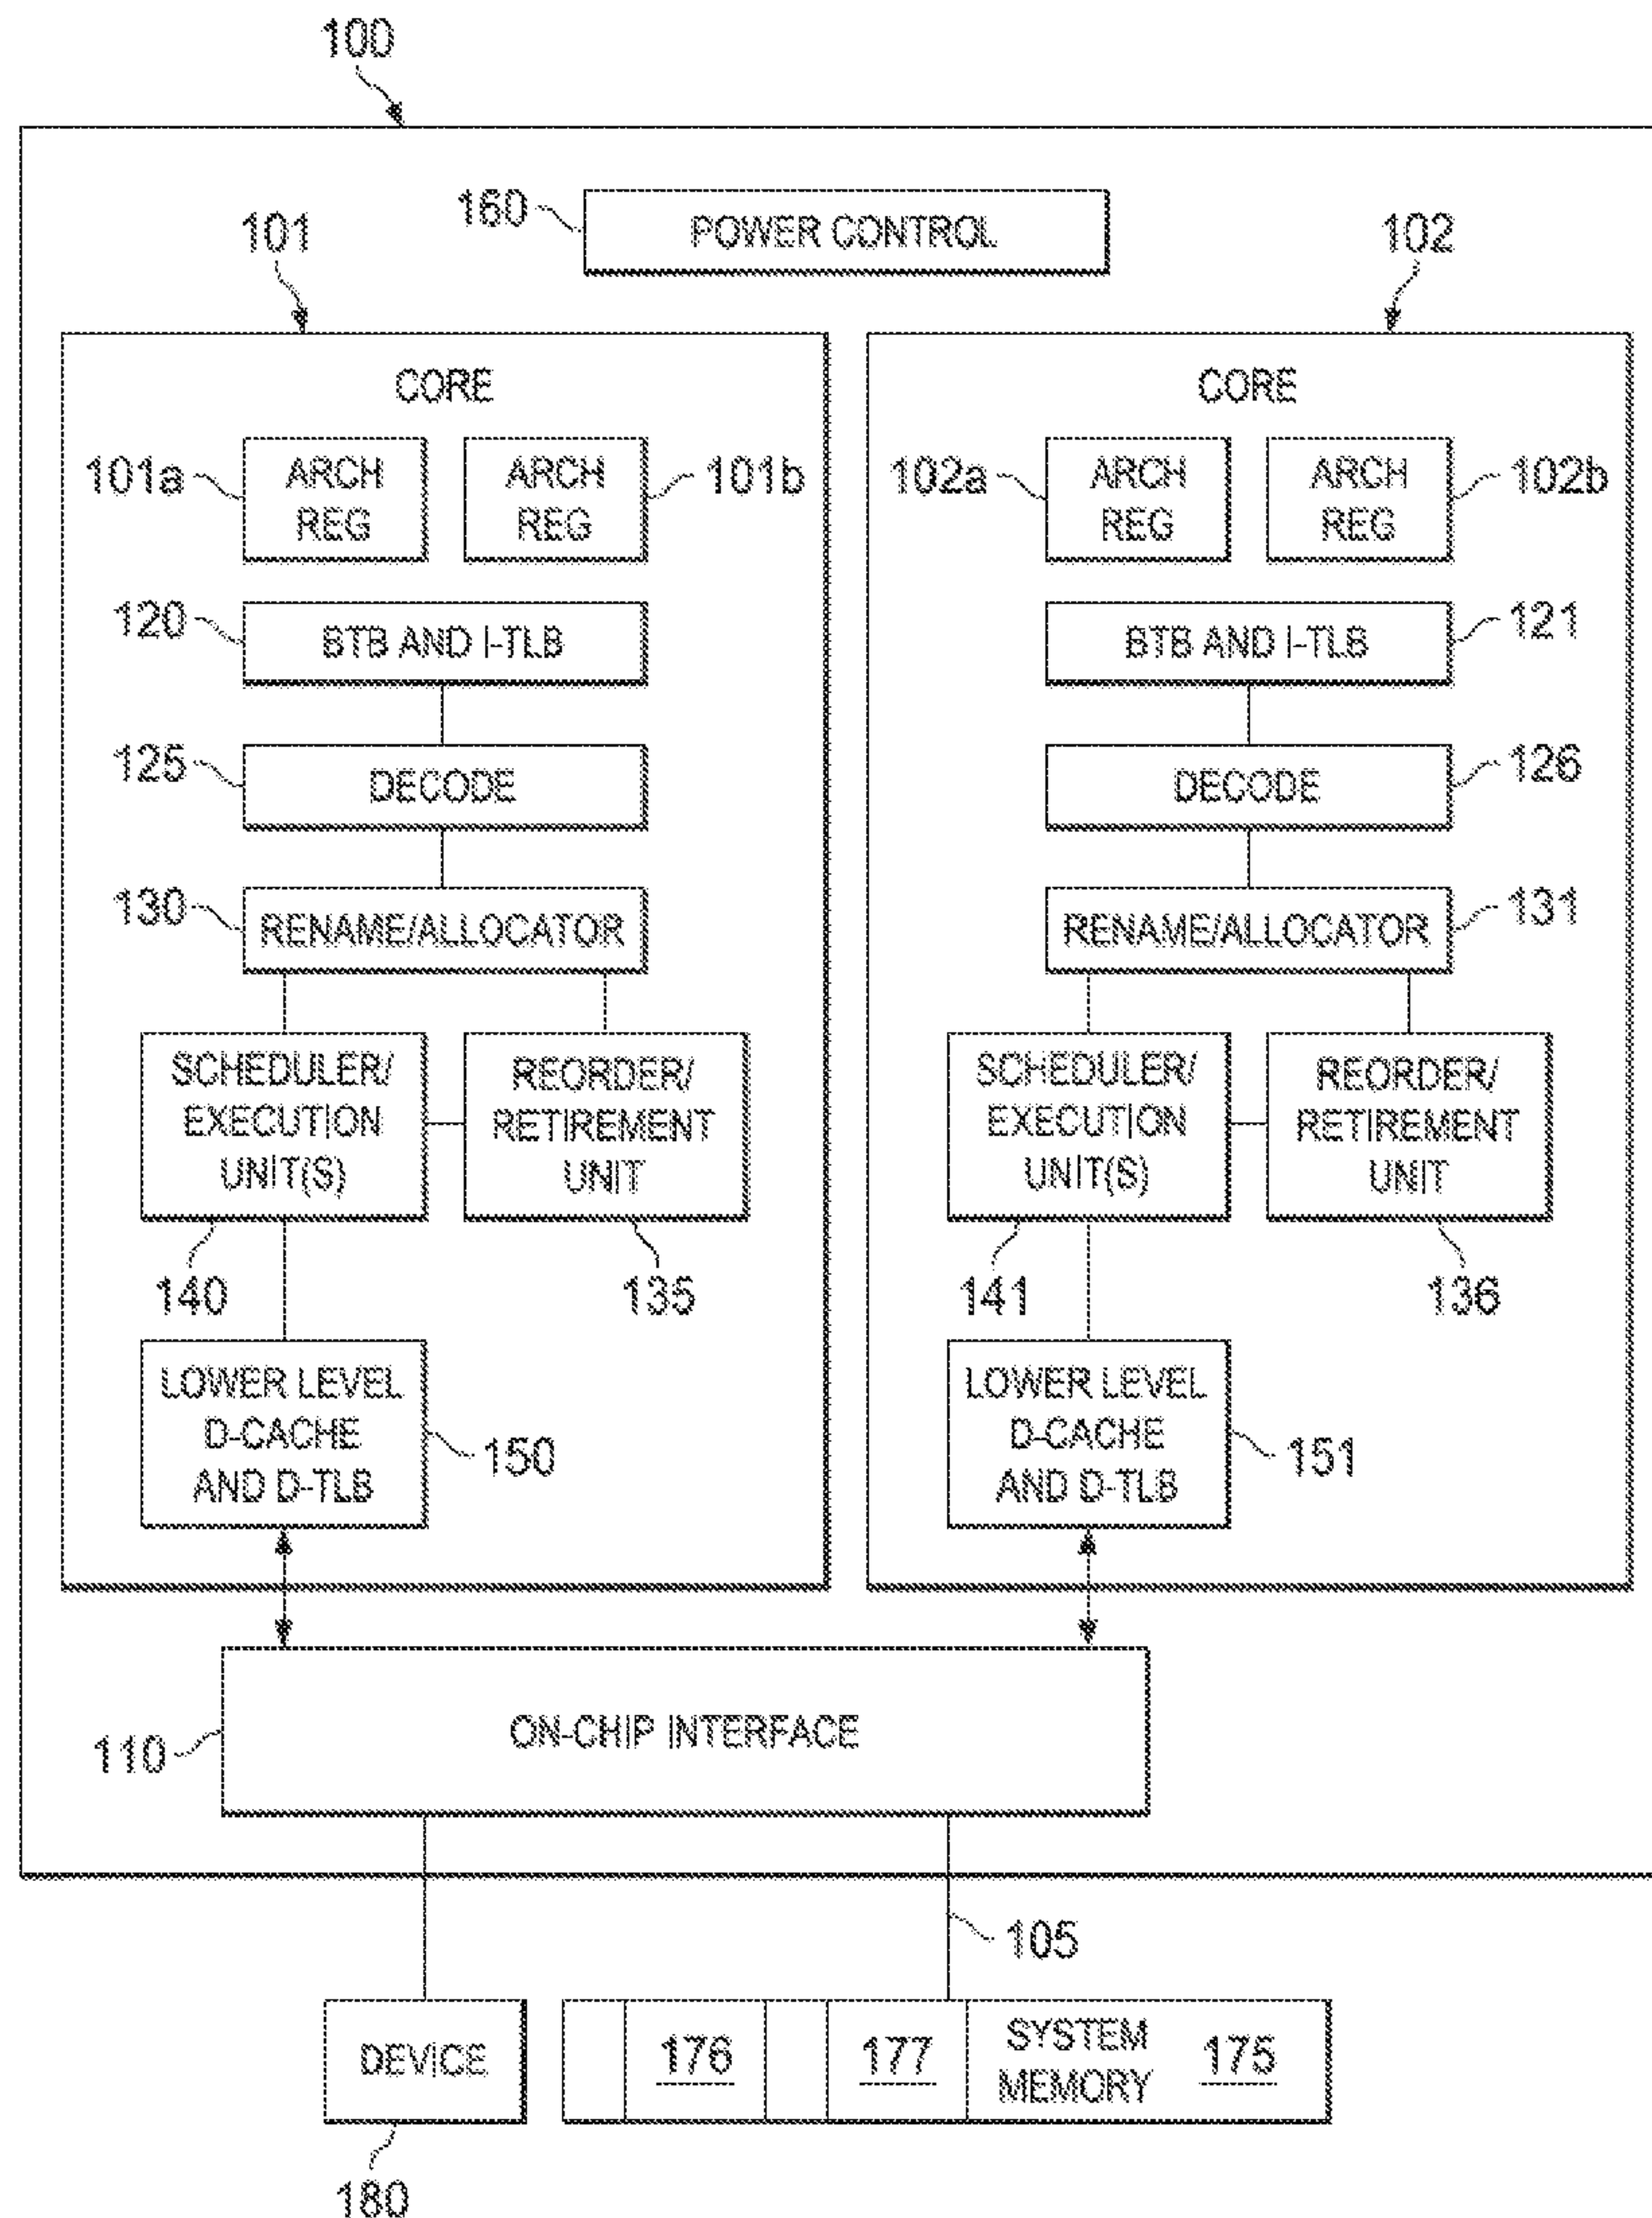 100
160
POWER CONTROL
101
102
CORE
101a
ARCH
REG
ARCH
REG
101b
120
BTB AND I-TLB
125
DECODE
130
RENAME/ALLOCATOR
SCHEDULER/
EXECUTION
UNIT(S)
REORDER/
RETIREMENT
UNIT
140
135
LOWER LEVEL
D-CACHE
AND D-TLB
150
CORE
102a
ARCH
REG
ARCH
REG
102b
BTB AND I-TLB
121
DECODE
126
RENAME/ALLOCATOR
131
SCHEDULER/
EXECUTION
UNIT(S)
REORDER/
RETIREMENT
UNIT
141
136
LOWER LEVEL
D-CACHE
AND D-TLB
151
110
ON-CHIP INTERFACE
105
DEVICE
180
176
177
SYSTEM
MEMORY
175